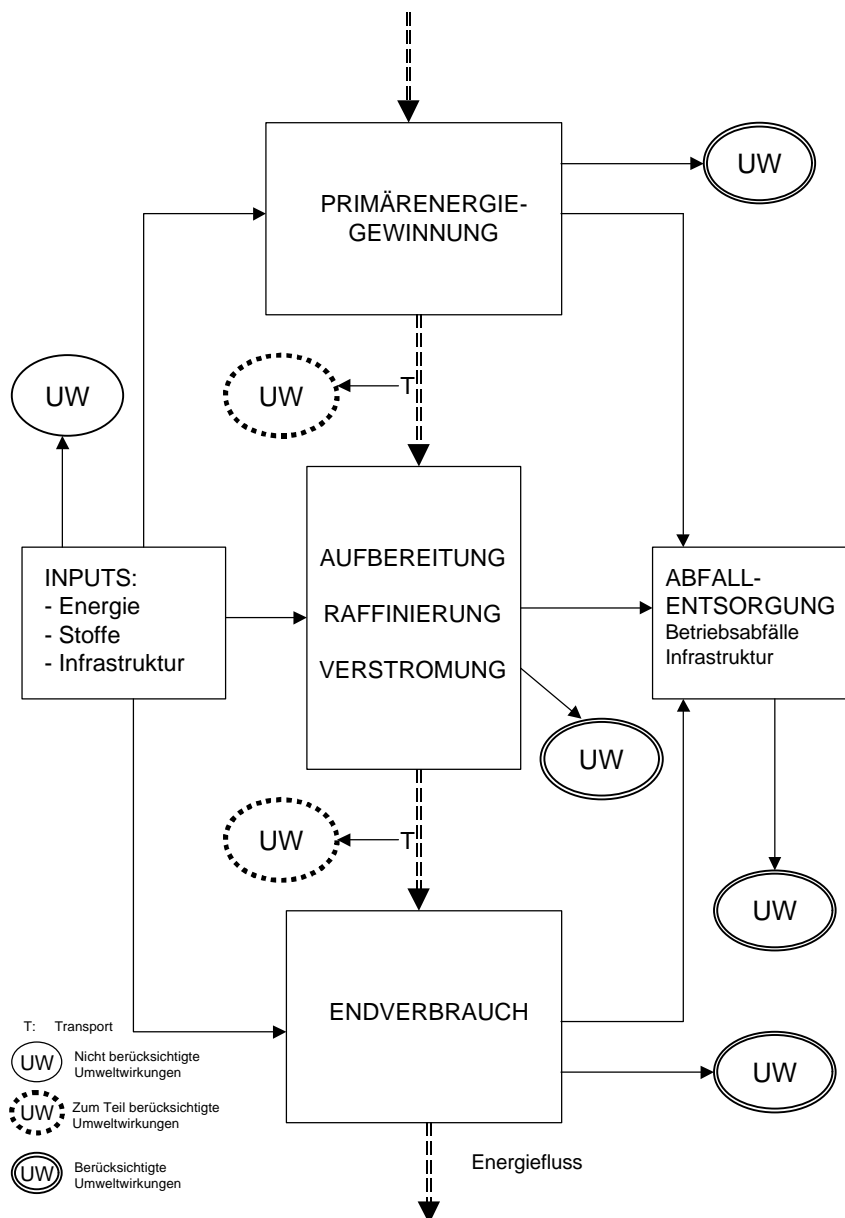 UW
PRIMÄRENERGIE-
GEWINNUNG
UW
T
UW
INPUTS:
- Energie
- Stoffe
- Infrastruktur
AUFBEREITUNG
RAFFINIERUNG
VERSTROMUNG
ABFALL-
ENTSORGUNG
Betriebsabfälle
Infrastruktur
UW
UW
T
UW
ENDVERBRAUCH
UW
T: Transport
UW Nicht berücksichtigte
Umweltwirkungen
UW Zum Teil berücksichtigte
Umweltwirkungen
UW Berücksichtigte
Umweltwirkungen
Energiefluss